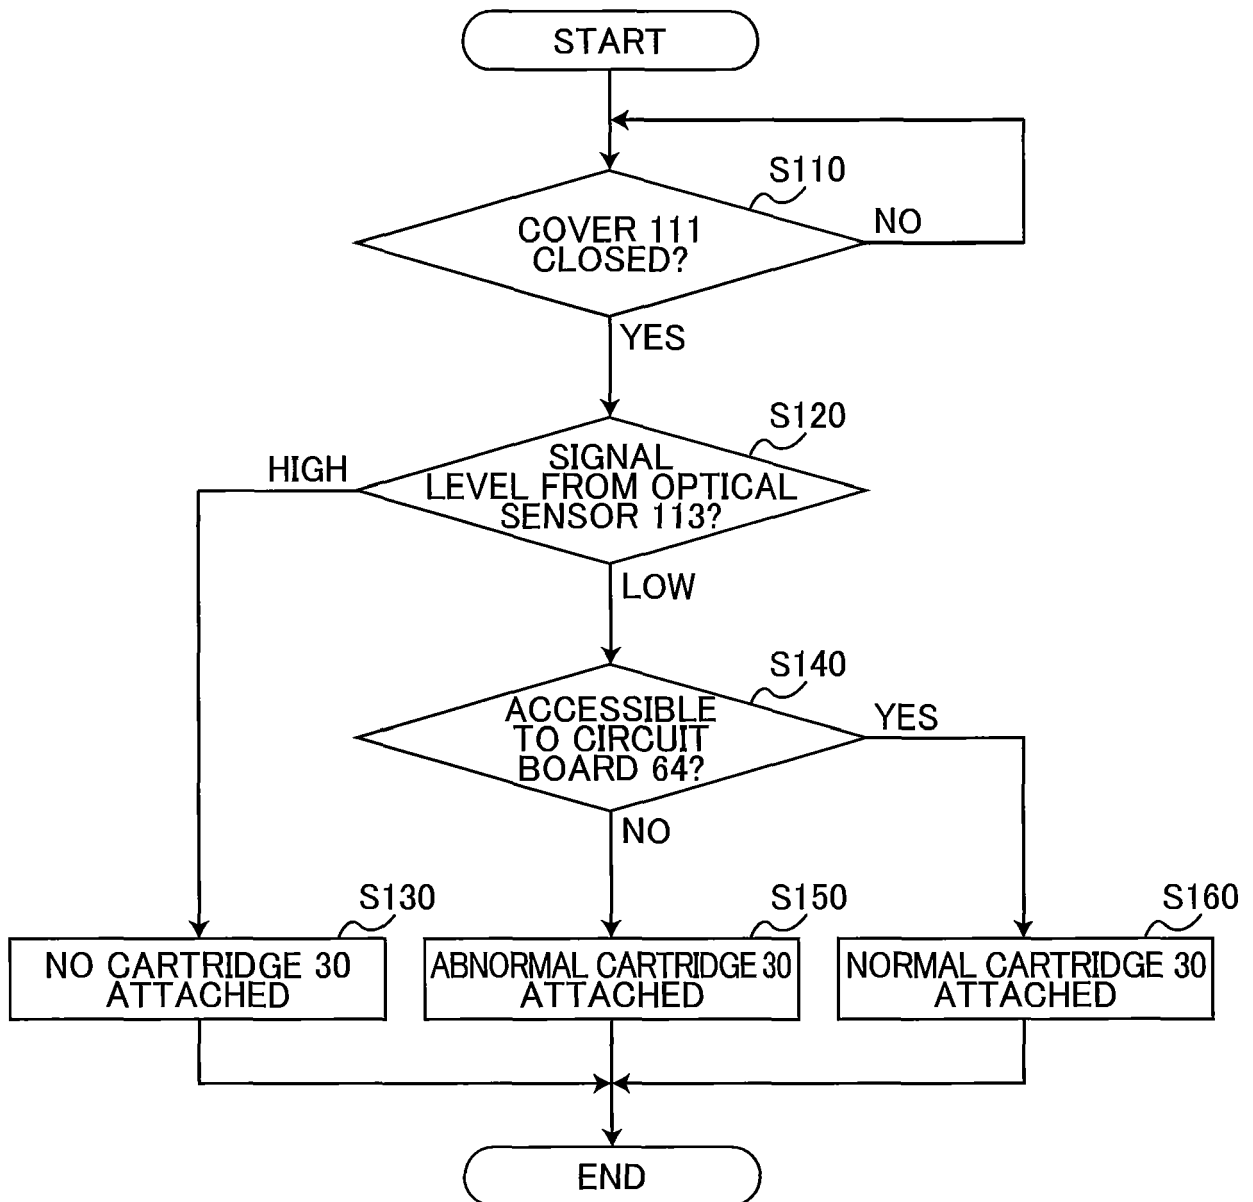 START
S110
COVER 111
CLOSED?
NO
YES
S120
SIGNAL
LEVEL FROM OPTICAL
SENSOR 113?
HIGH
LOW
S140
ACCESSIBLE
TO CIRCUIT
BOARD 64?
YES
NO
S130
NO CARTRIDGE 30
ATTACHED
S150
ABNORMAL CARTRIDGE 30
ATTACHED
S160
NORMAL CARTRIDGE 30
ATTACHED
END